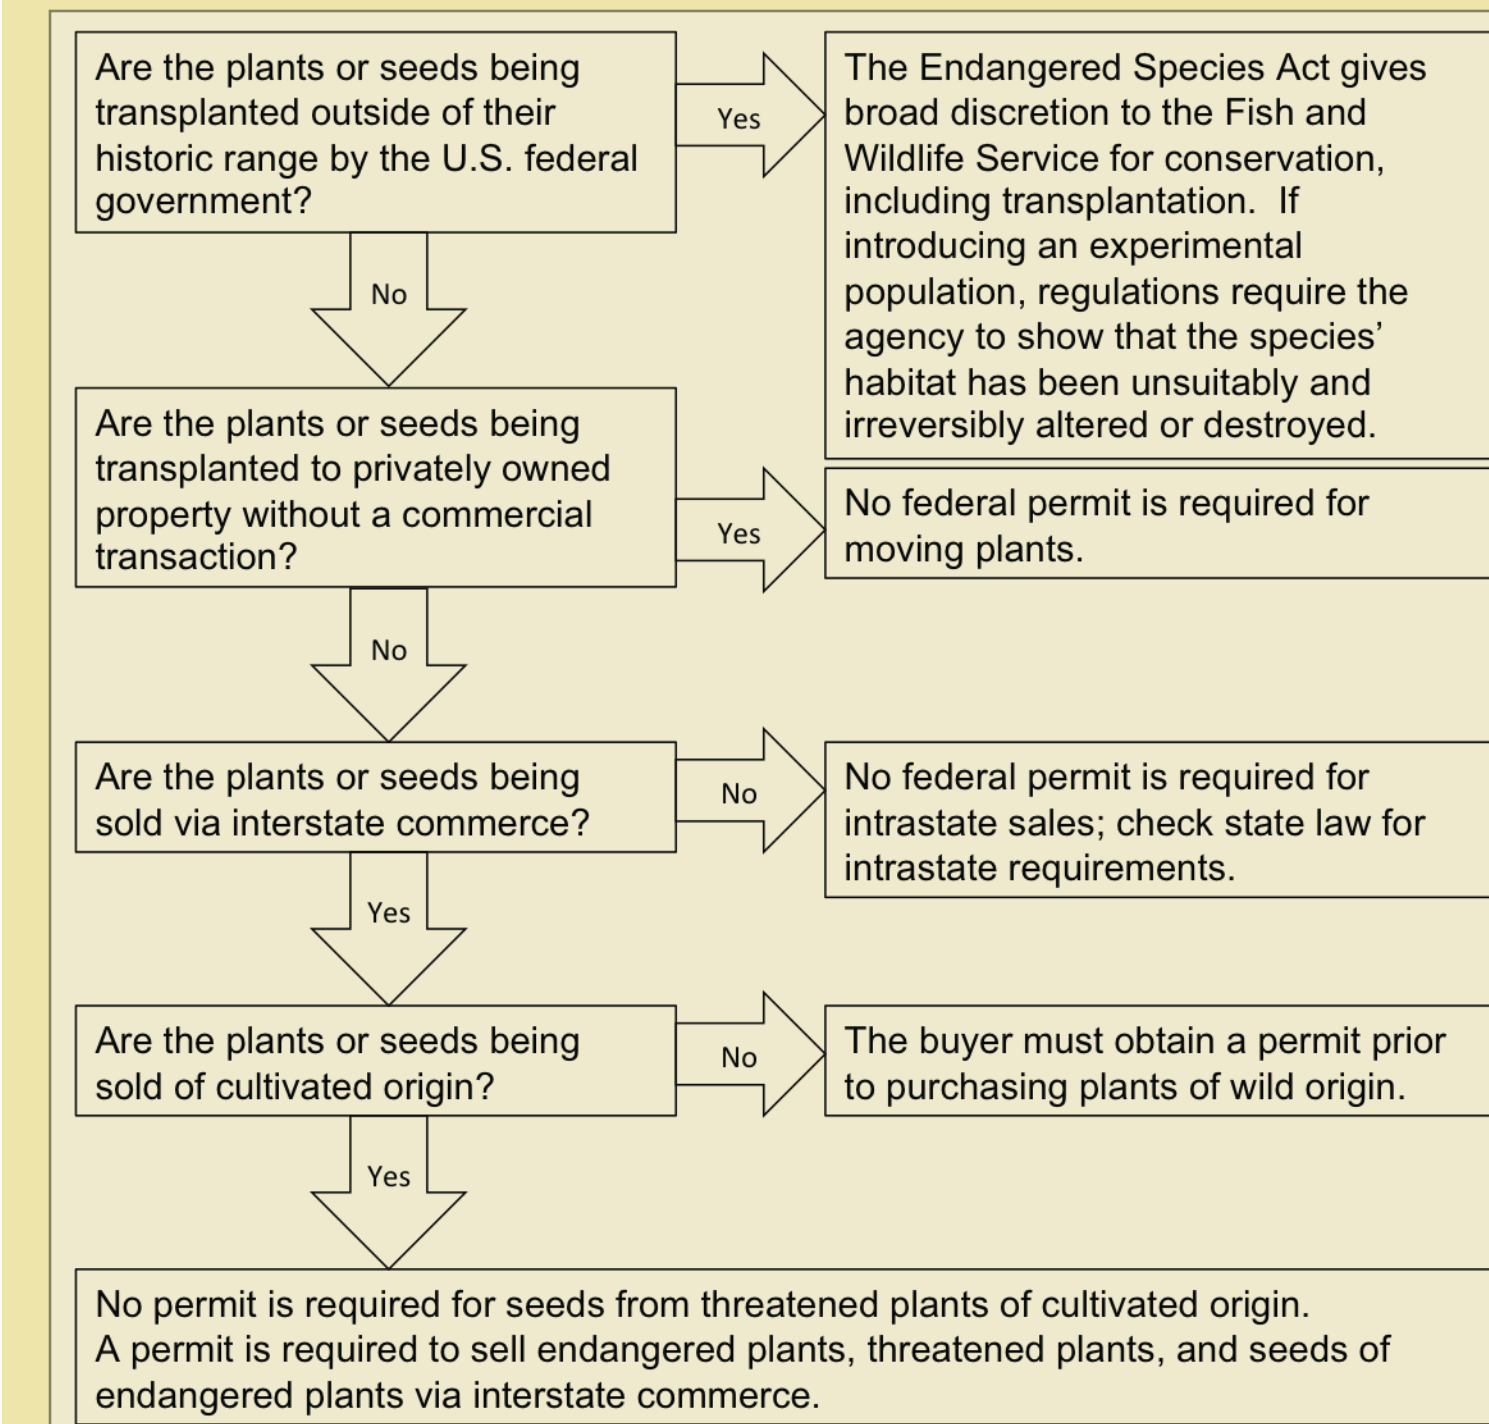 Are the plants or seeds being
transplanted outside of their
historic range by the U.S. federal
government?
Yes
The Endangered Species Act gives
broad discretion to the Fish and
Wildlife Service for conservation,
including transplantation.  If
introducing an experimental
population, regulations require the
agency to show that the species’
habitat has been unsuitably and
irreversibly altered or destroyed.
No
Are the plants or seeds being
transplanted to privately owned
property without a commercial
transaction?
Yes
No federal permit is required for
moving plants.
No
Are the plants or seeds being
sold via interstate commerce?
No
No federal permit is required for
intrastate sales; check state law for
intrastate requirements.
Yes
Are the plants or seeds being
sold of cultivated origin?
No
The buyer must obtain a permit prior
to purchasing plants of wild origin.
Yes
No permit is required for seeds from threatened plants of cultivated origin.
A permit is required to sell endangered plants, threatened plants, and seeds of
endangered plants via interstate commerce.